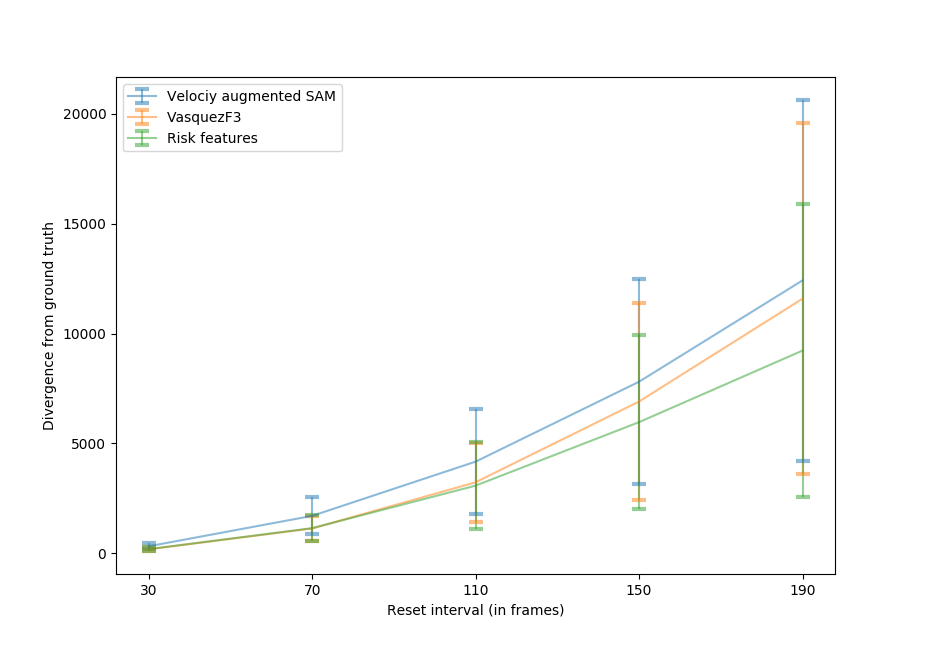 Velociy augmented SAM
VasquezF3
Risk features
20000
15000
10000
5000
0
Divergence from ground truth
30
70
110
150
190
Reset interval (in frames)